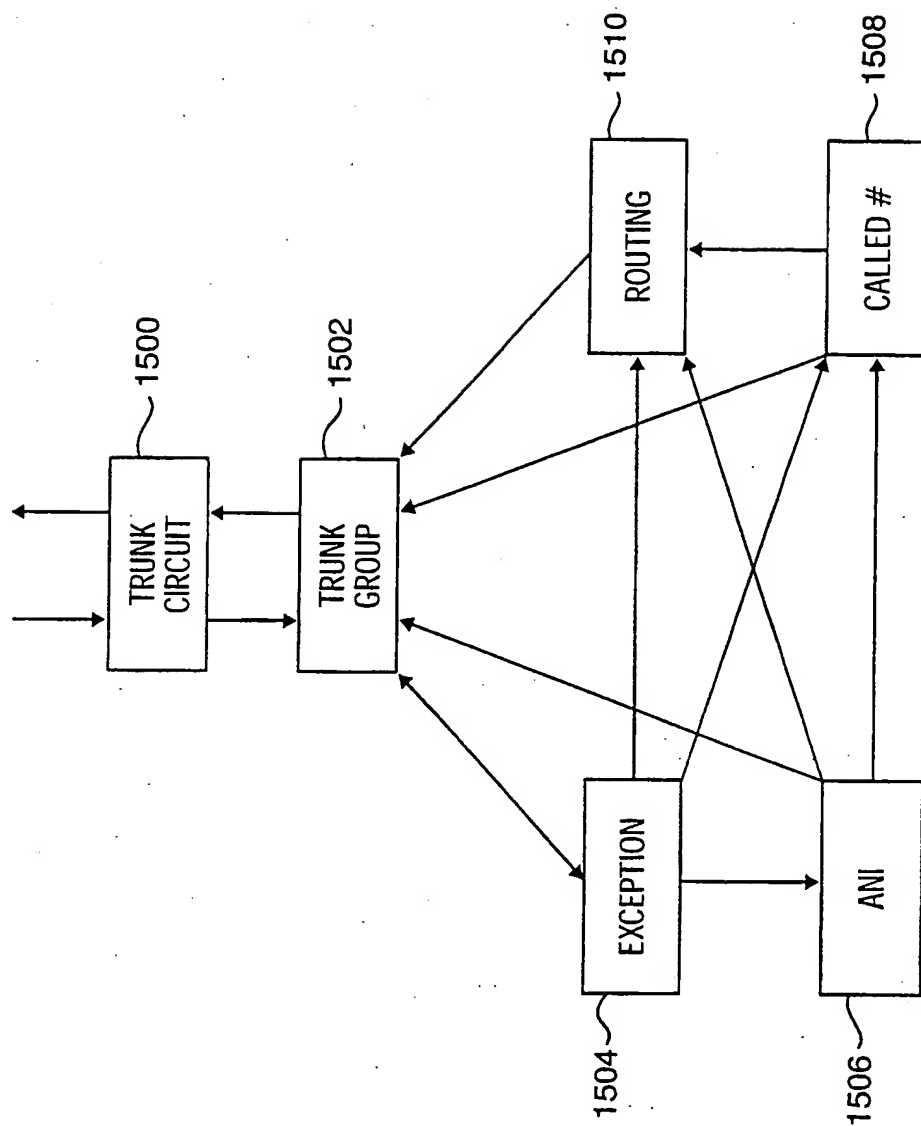 1500
TRUNK
CIRCUIT
1502
TRUNK
GROUP
1504
EXCEPTION
ROUTING
1510
1506
ANI
CALLED #
1508